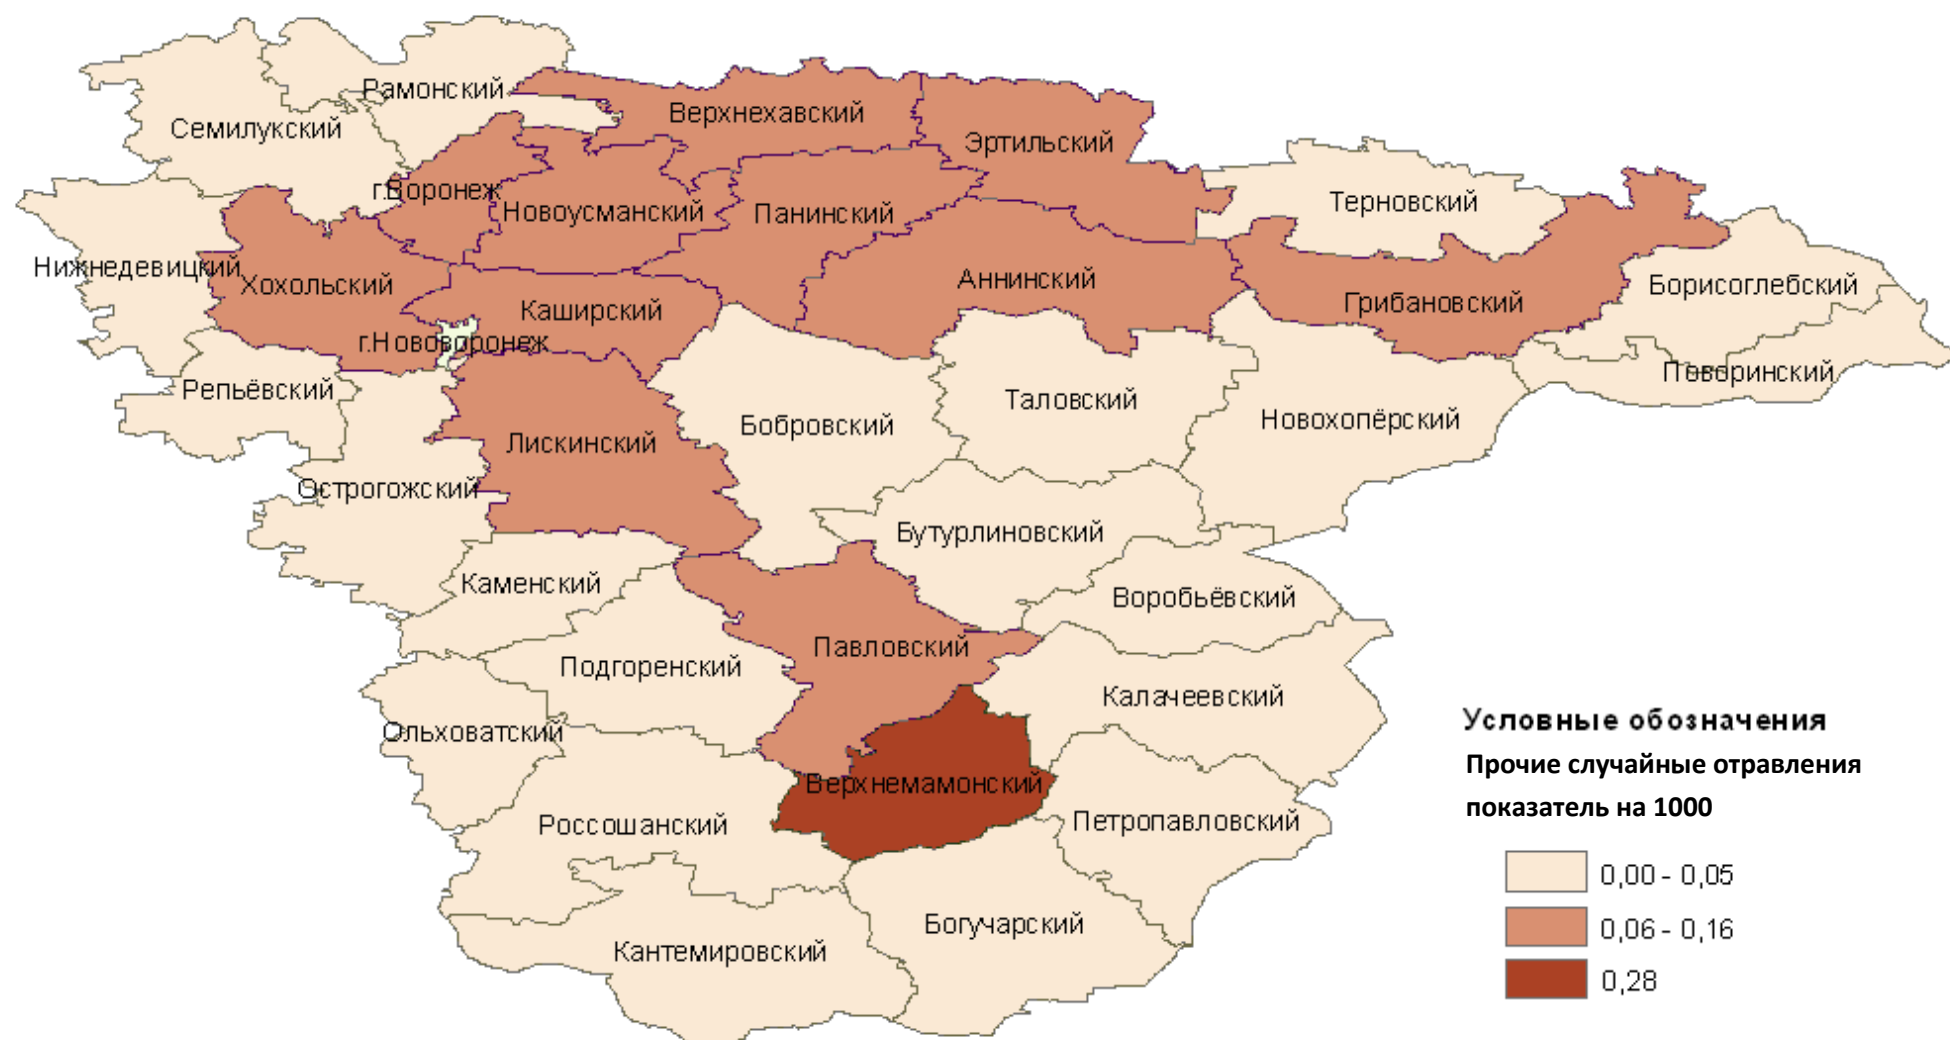 Рамонский
Верхнехавский
Семилукский
Эртильский
г.Воронеж
Новоусманский
Панинский
Терновский
Нижнедевицкий
Хохольский
Каширский
Аннинский
Грибановский
Борисоглебский
г.Нововоронеж
Репьёвский
Поворинский
Таловский
Новохопёрский
Бобровский
Лискинский
Острогожский
Бутурлиновский
Каменский
Воробьёвский
Павловский
Подгоренский
Калачеевский
Ольховатский
Верхнемамонский
Россошанский
Петропавловский
Богучарский
Кантемировский
Условные обозначения
Прочие случайные отравления
показатель на 1000
0,00 - 0,05
0,06 - 0,16
0,28